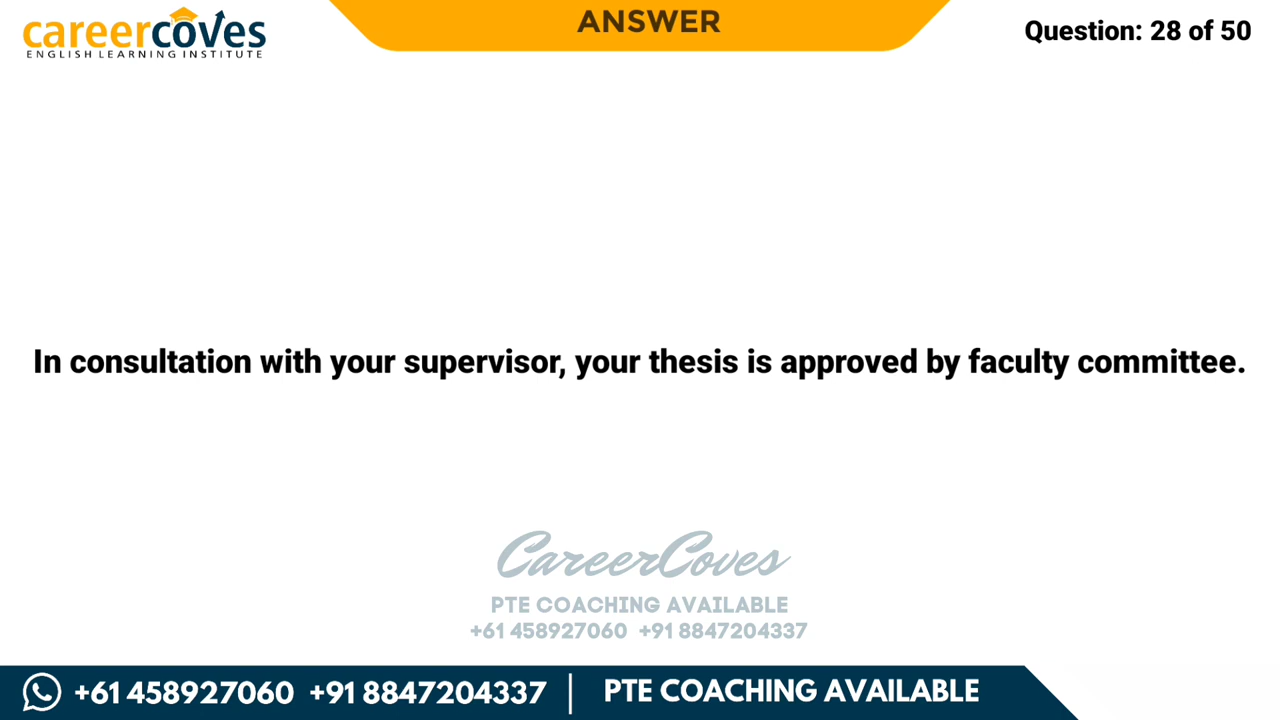 careercoves
ENGLISH LEARNING INSTITUTE
ANSWER
Question: 28 of 50
In consultation with your supervisor, your thesis is approved by faculty committee.
CareerCoves
PTE COACHING AVAILABLE
+61 458927060 +91 8847204337
+61 458927060 +91 8847204337 | PTE COACHING AVAILABLE